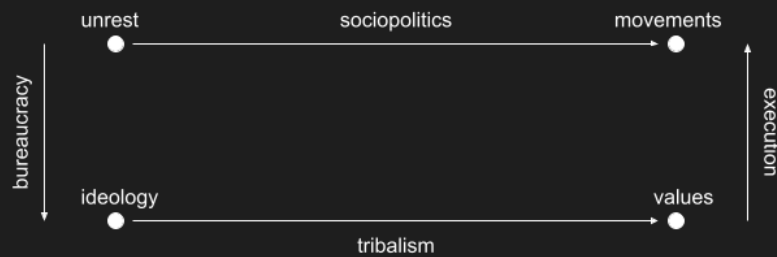 unrest
sociopolitics
movements
bureaucracy
execution
ideology
values
tribalism